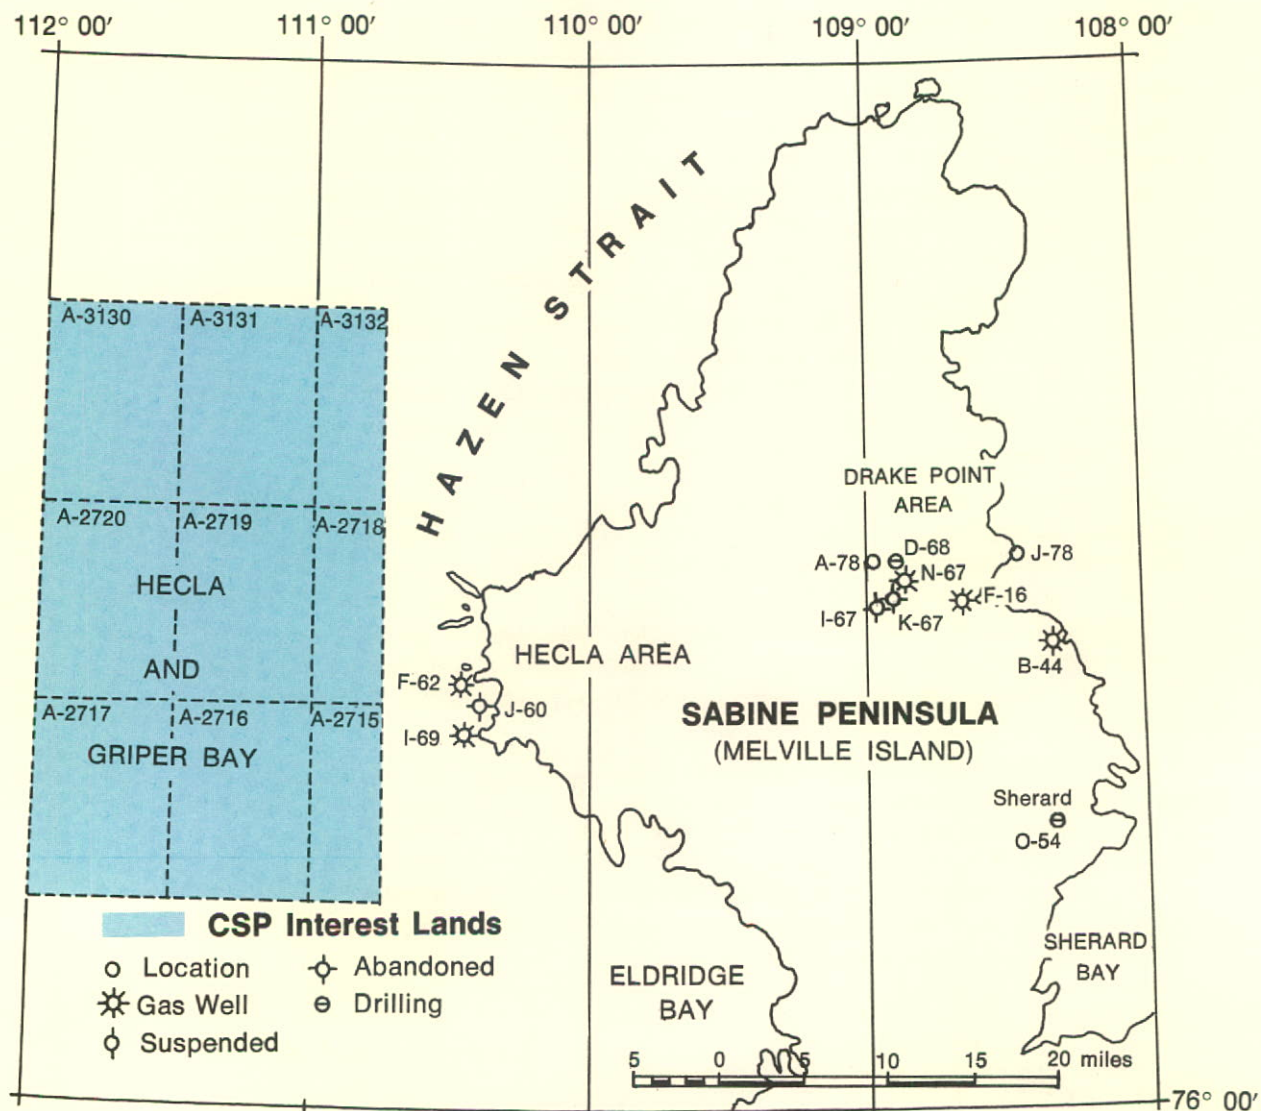 112° 00′ 111° 00′ 110° 00′ 109° 00′ 108° 00′
HAZEN STRAIT
A-3130 A-3131 A-3132
A-2720 A-2719 A-2718
HECLA
AND
A-2717 A-2716 A-2715
GRIPER BAY
DRAKE POINT
AREA
A-78 D-68 J-78
N-67
F-16
I-67 K-67
B-44
HECLA AREA
F-62
J-60
I-69
SABINE PENINSULA
(MELVILLE ISLAND)
Sherard
O-54
SHERARD
BAY
ELDRIDGE
BAY
CSP Interest Lands
Location Abandoned
Gas Well Drilling
Suspended
5 0 5 10 15 20 miles
76° 00′